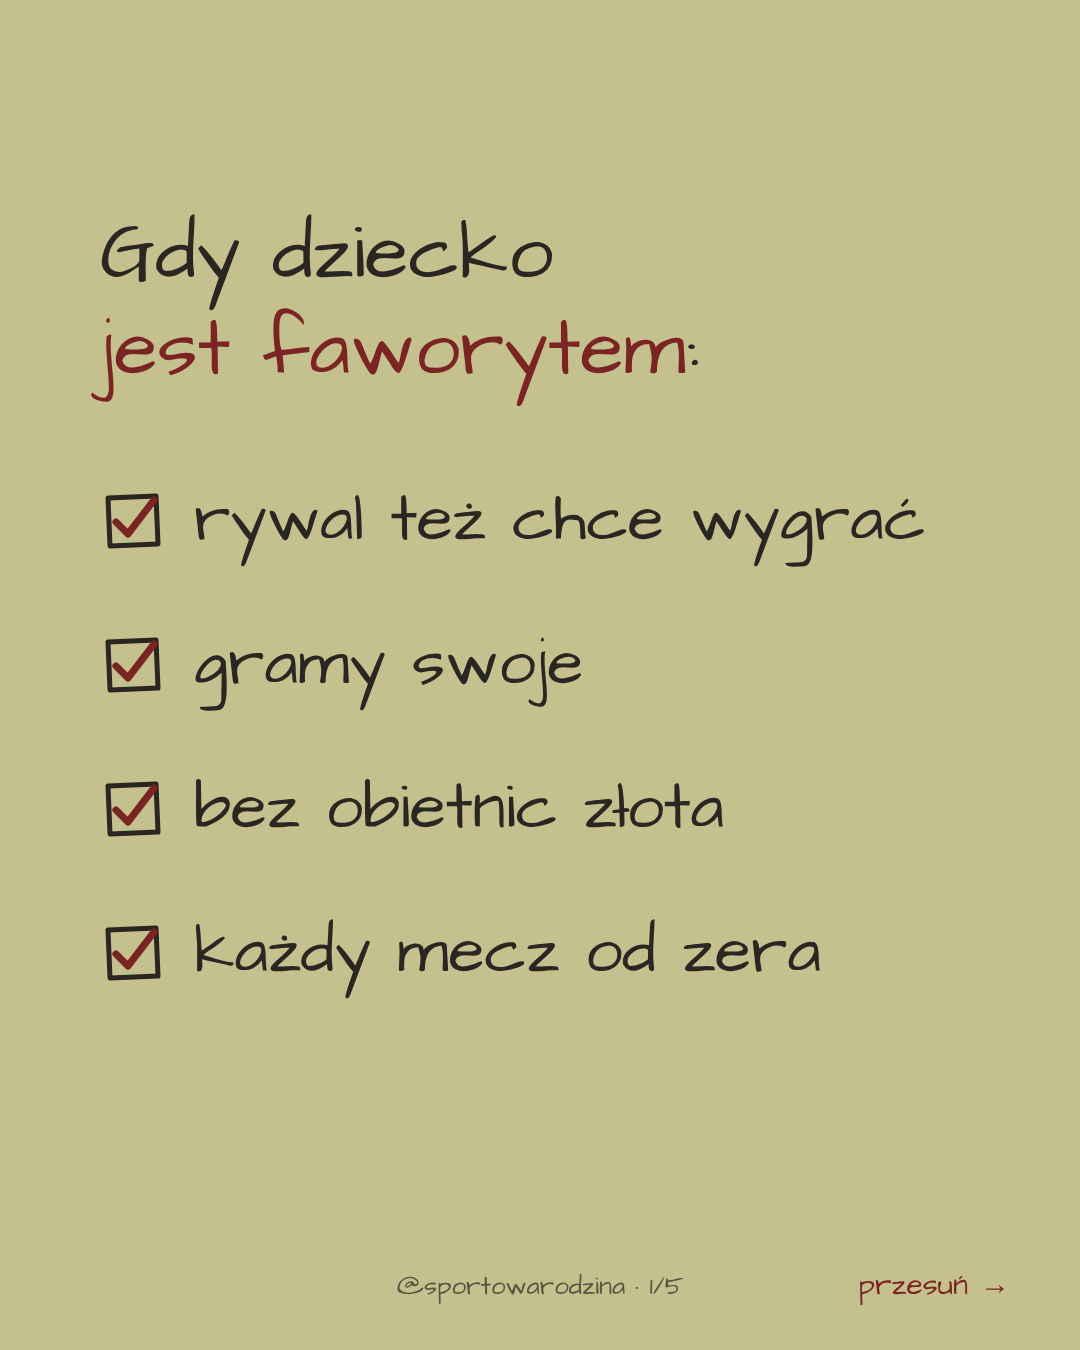 Gdy dziecko
jest faworytem:
rywal też chce wygrać
gramy swoje
bez obietnic złota
każdy mecz od zera
@sportowarodzina · 1/5
przesuń →